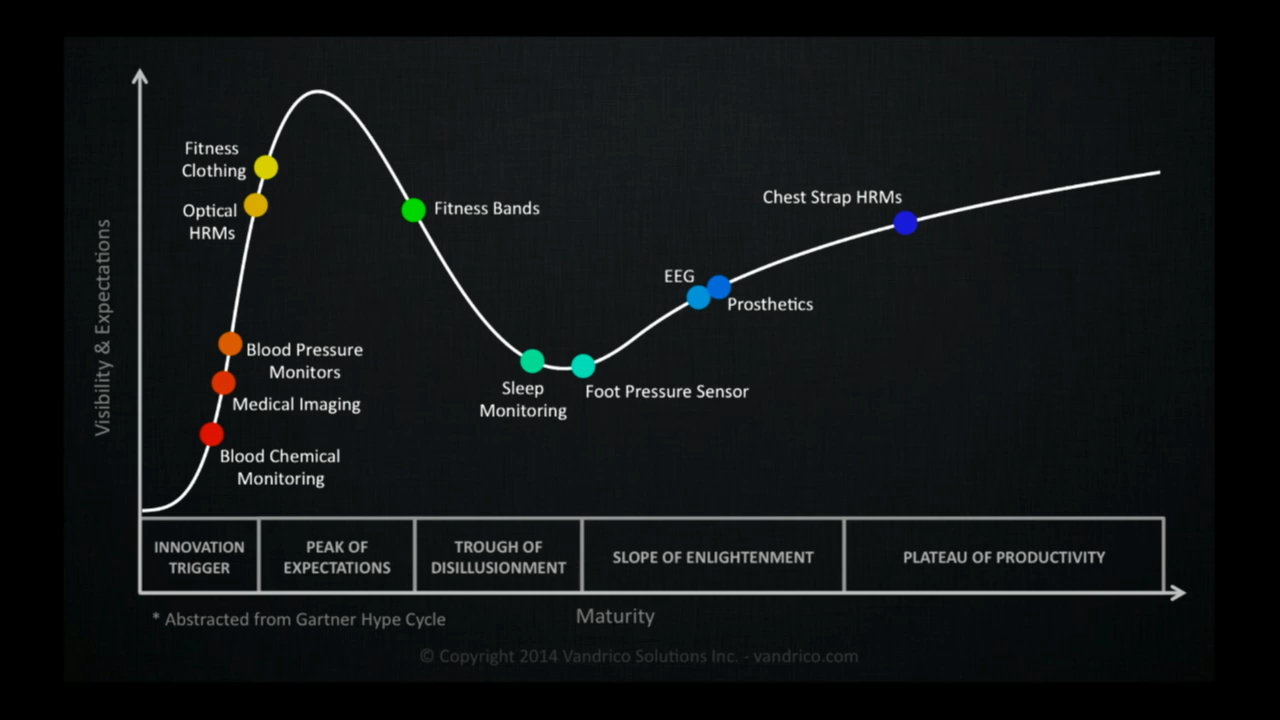 Fitness
Clothing
Optical
HRMs
Fitness Bands
Chest Strap HRMs
EEG
Prosthetics
Blood Pressure
Monitors
Medical Imaging
Sleep
Monitoring
Foot Pressure Sensor
Blood Chemical
Monitoring
Visibility & Expectations
INNOVATION
TRIGGER
PEAK OF
EXPECTATIONS
TROUGH OF
DISILLUSIONMENT
SLOPE OF ENLIGHTENMENT
PLATEAU OF PRODUCTIVITY
* Abstracted from Gartner Hype Cycle
Maturity
© Copyright 2014 Vandrico Solutions Inc. - vandrico.com